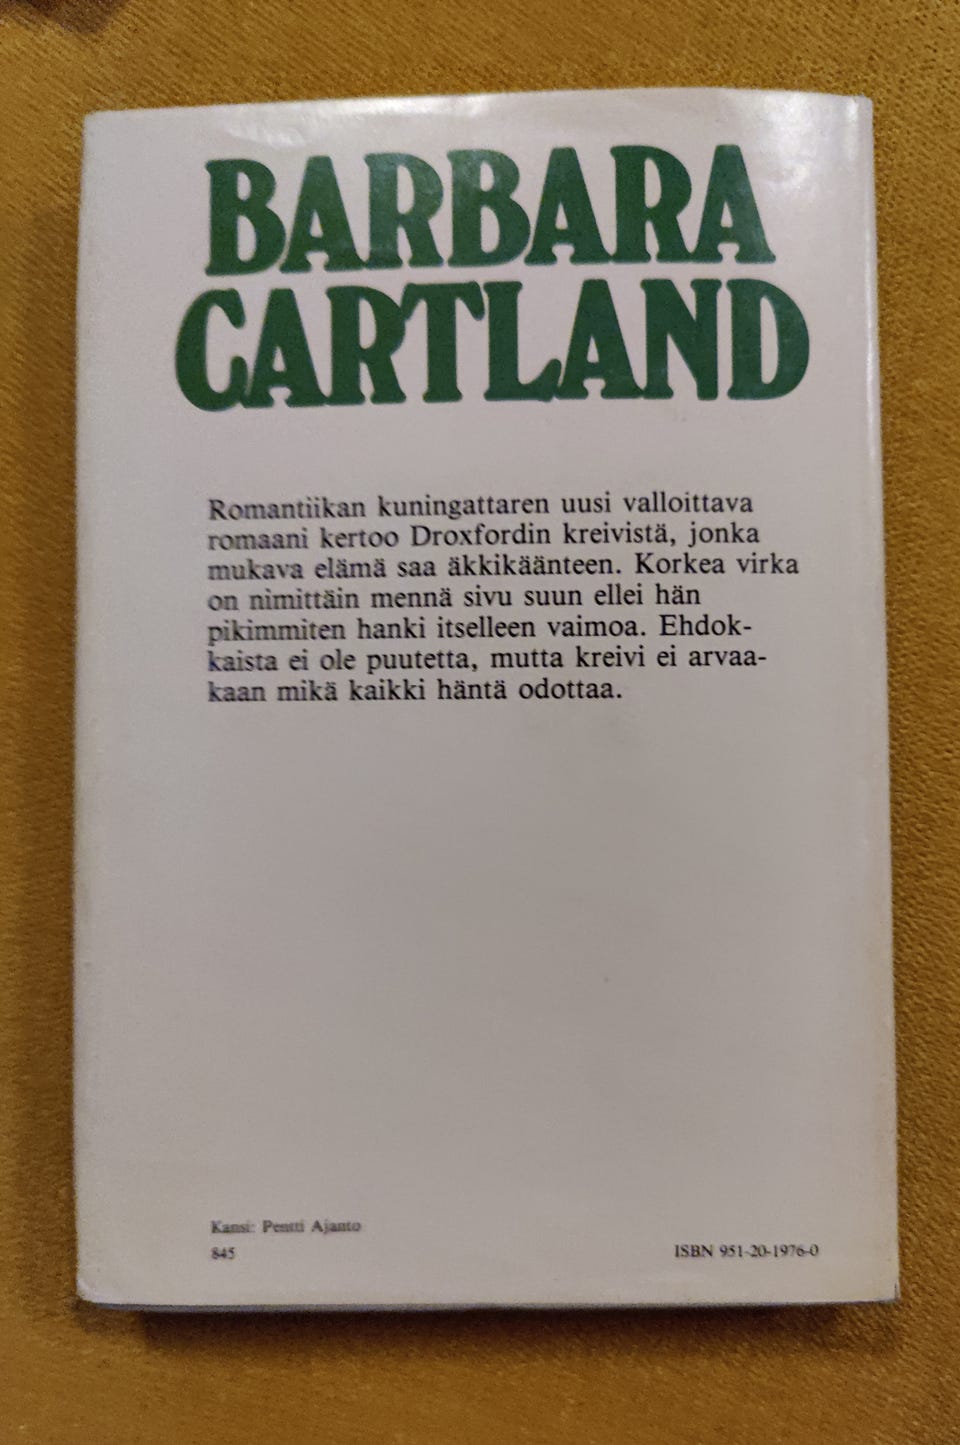 BARBARA
CARTLAND
Romantiikan kuningattaren uusi valloittava
romaani kertoo Droxfordin kreivistä, jonka
mukava elämä saa äkkikäänteen. Korkea virka
on nimittäin mennä sivu suun ellei hän
pikimmiten hanki itselleen vaimoa. Ehdok-
kaista ei ole puutetta, mutta kreivi ei arvaa-
kaan mikä kaikki häntä odottaa.
Kansi: Pentti Ajanto
845
ISBN 951-20-1976-0